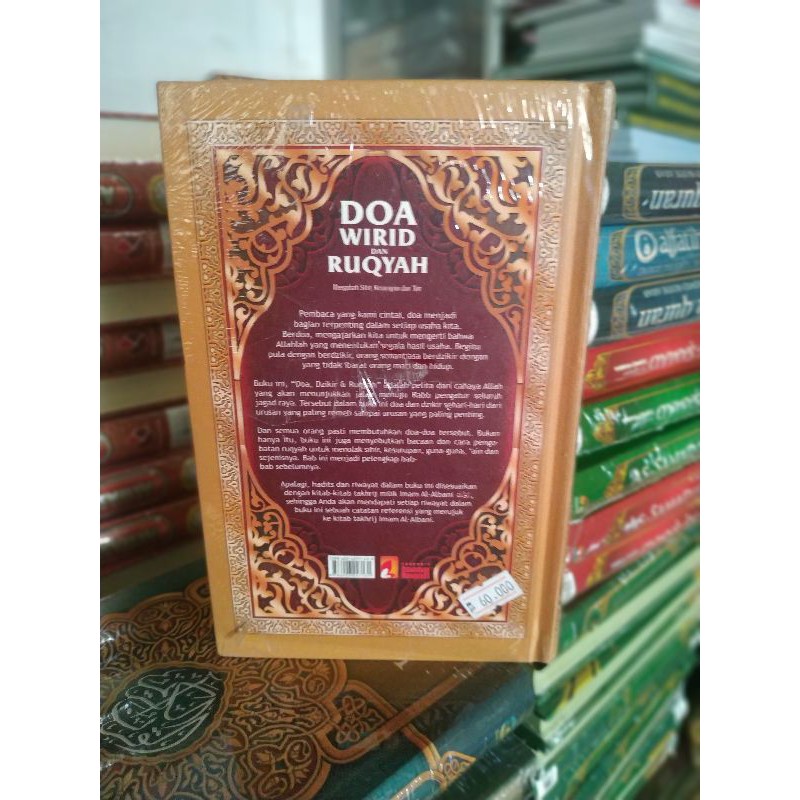 DOA
WIRID
DAN
RUQYAH
Mengobati Sihir, Kesurupan dan 'Ain
Pembaca yang kami cintai, doa menjadi
bagian terpenting dalam setiap usaha kita.
Berdoa, mengajarkan kita untuk mengerti bahwa
Allahlah yang menentukan segala hasil usaha. Begitu
pula dengan berdzikir, orang senantiasa berdzikir dengan
yang tidak ibarat orang mati dan hidup.
Buku ini, "Doa, Dzikir & Ruqyah" adalah pelita dari cahaya Allah
yang akan menunjukkan jalan menuju Rabb pengatur seluruh
jagad raya. Tersebut dalam buku ini doa dan dzikir sehari-hari dari
urusan yang paling remeh sampai urusan yang paling penting.
Dan semua orang pasti membutuhkan doa-doa tersebut. Bukan
hanya itu, buku ini juga menyebutkan bacaan dan cara pengo-
batan ruqyah untuk menolak sihir, kesurupan, guna-guna, 'ain dan
sejenisnya. Bab ini menjadi pelengkap bab-
bab sebelumnya.
Apalagi, hadits dan riwayat dalam buku ini disesuaikan
dengan kitab-kitab takhrij milik Imam Al-Albani
sehingga Anda akan mendapati setiap riwayat dalam
buku ini sebuah catatan referensi yang merujuk
ke kitab takhrij Imam Al-Albani.
60.000